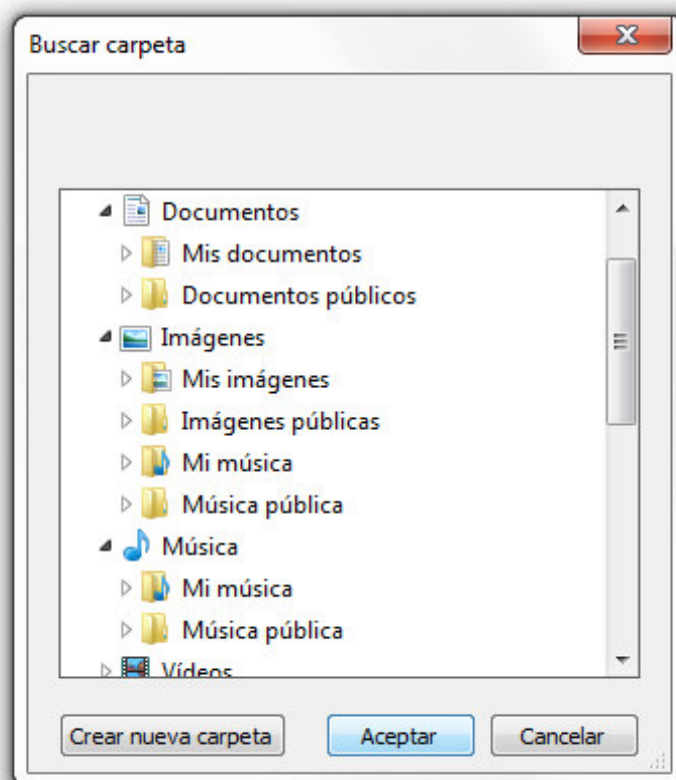 Buscar carpeta
Documentos
Mis documentos
Documentos públicos
Imágenes
Mis imágenes
Imágenes públicas
Mi música
Música pública
Música
Mi música
Música pública
Vídeos
Crear nueva carpeta Aceptar Cancelar